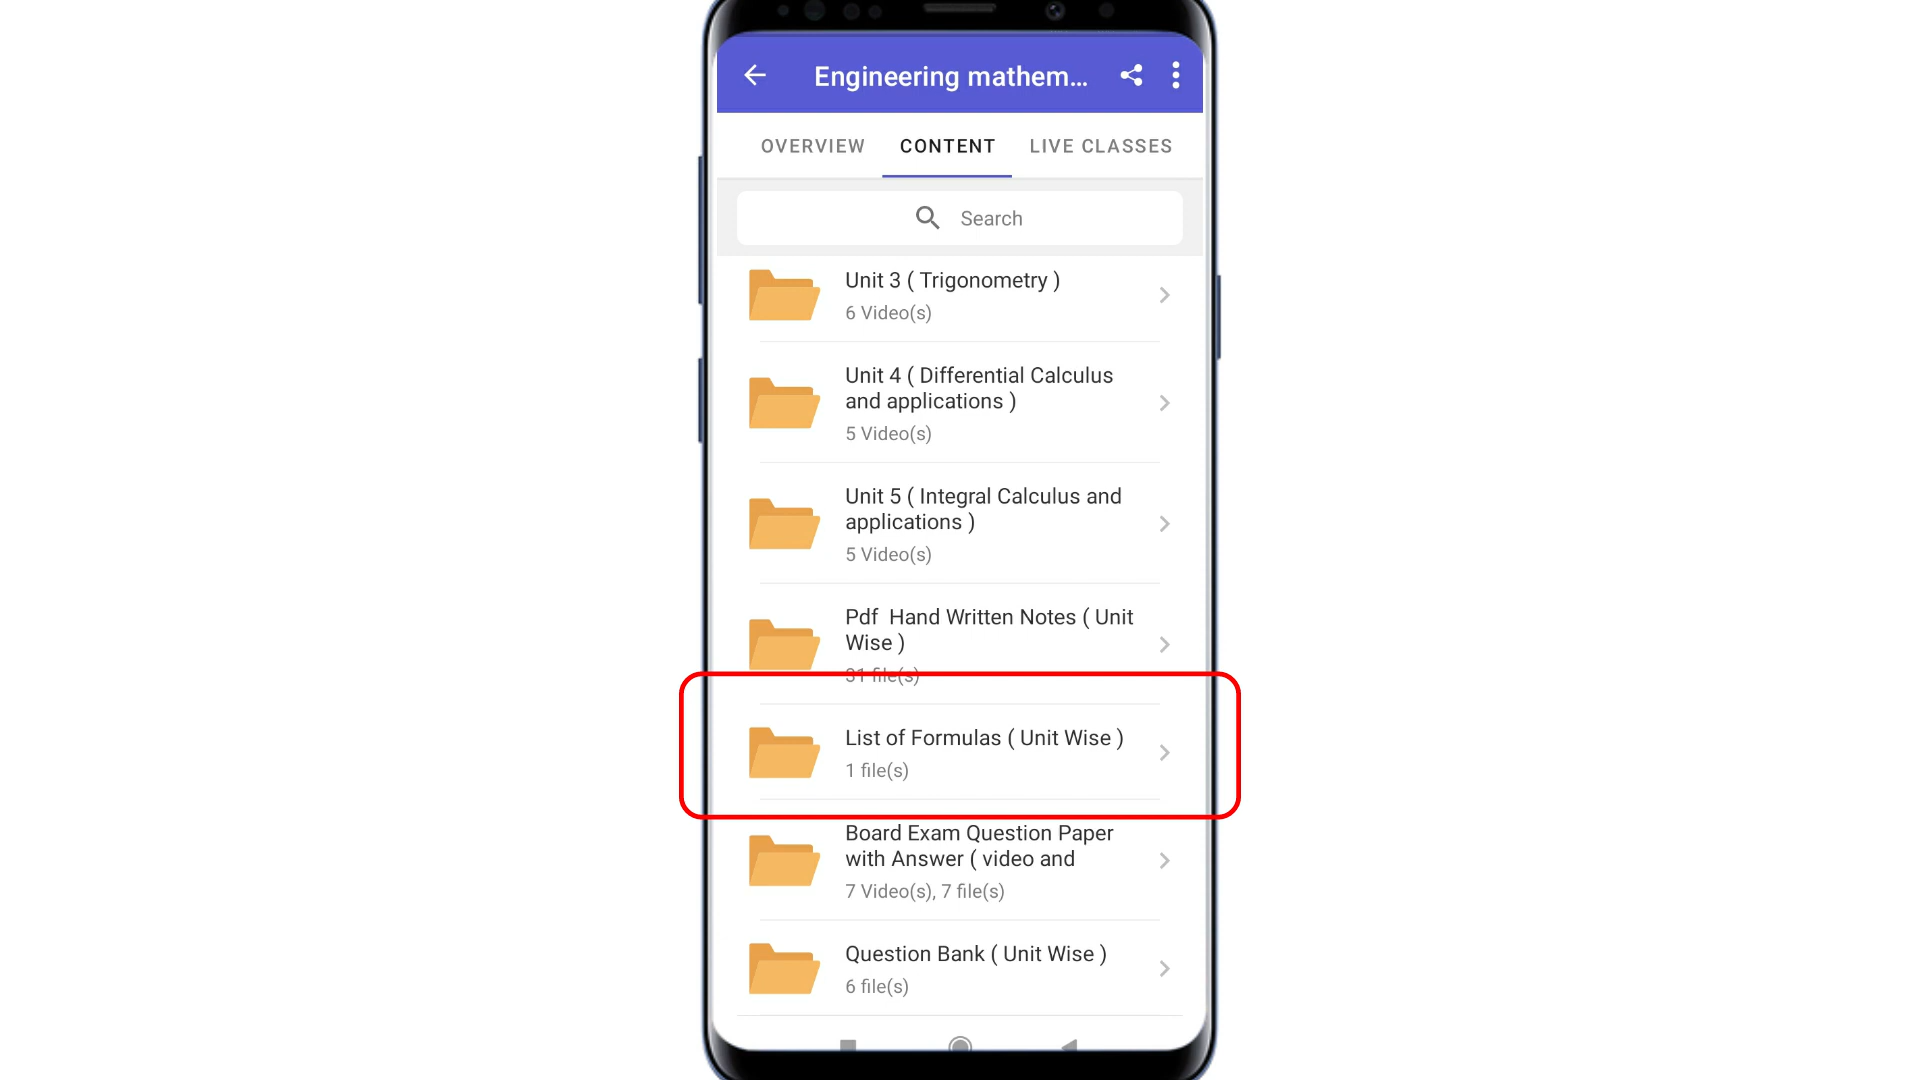 Engineering mathem...
OVERVIEW CONTENT LIVE CLASSES
Search
Unit 3 ( Trigonometry )
6 Video(s)
Unit 4 ( Differential Calculus
and applications )
5 Video(s)
Unit 5 ( Integral Calculus and
applications )
5 Video(s)
Pdf  Hand Written Notes ( Unit
Wise )
31 file(s)
List of Formulas ( Unit Wise )
1 file(s)
Board Exam Question Paper
with Answer ( video and
7 Video(s), 7 file(s)
Question Bank ( Unit Wise )
6 file(s)